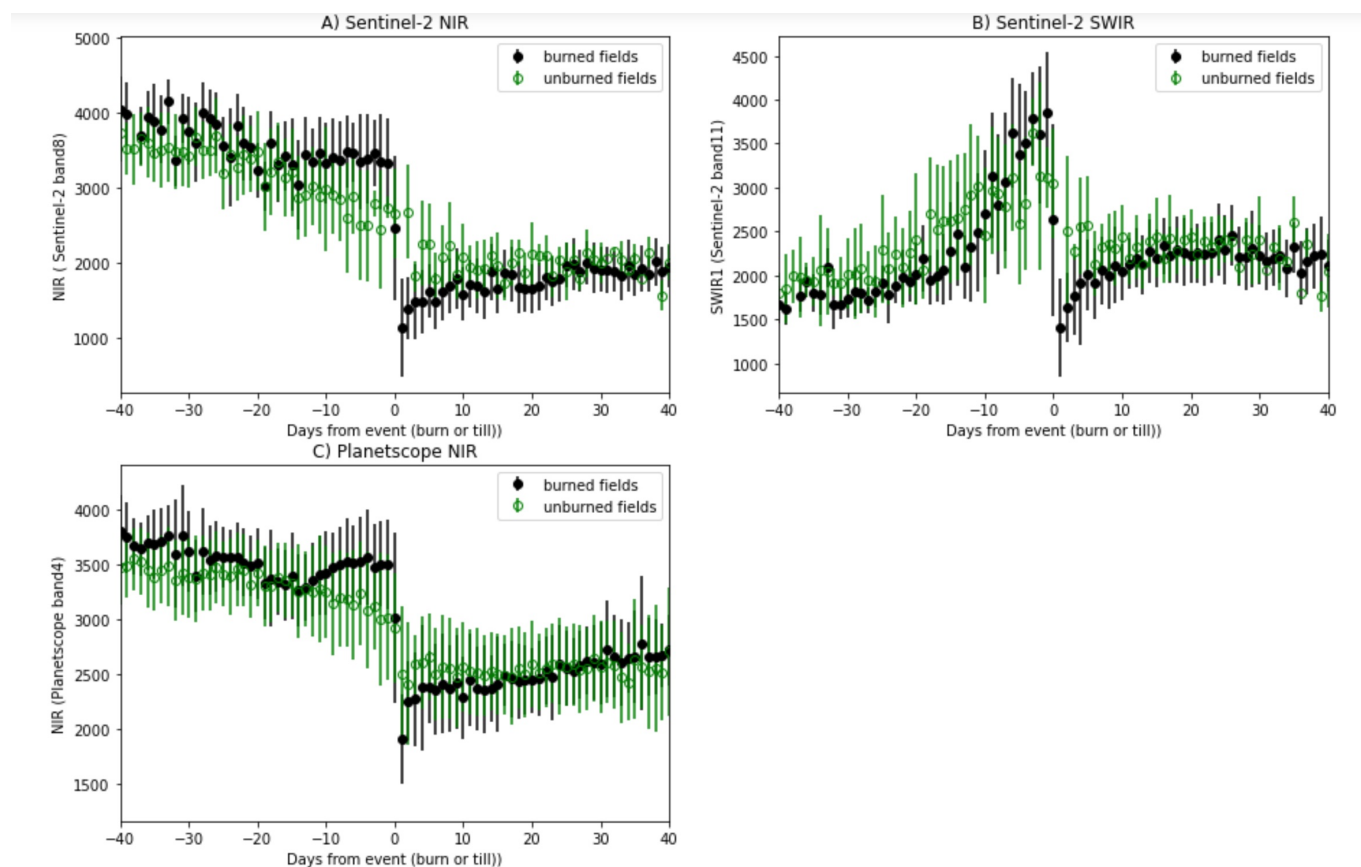 A) Sentinel-2 NIR
5000
4000
3000
2000
1000
NIR ( Sentinel-2 band8)
burned fields
unburned fields
−40 −30 −20 −10 0 10 20 30 40
Days from event (burn or till))
B) Sentinel-2 SWIR
4500
4000
3500
3000
2500
2000
1500
1000
SWIR1 (Sentinel-2 band11)
burned fields
unburned fields
−40 −30 −20 −10 0 10 20 30 40
Days from event (burn or till))
C) Planetscope NIR
4000
3500
3000
2500
2000
1500
NIR (Planetscope band4)
burned fields
unburned fields
−40 −30 −20 −10 0 10 20 30 40
Days from event (burn or till))